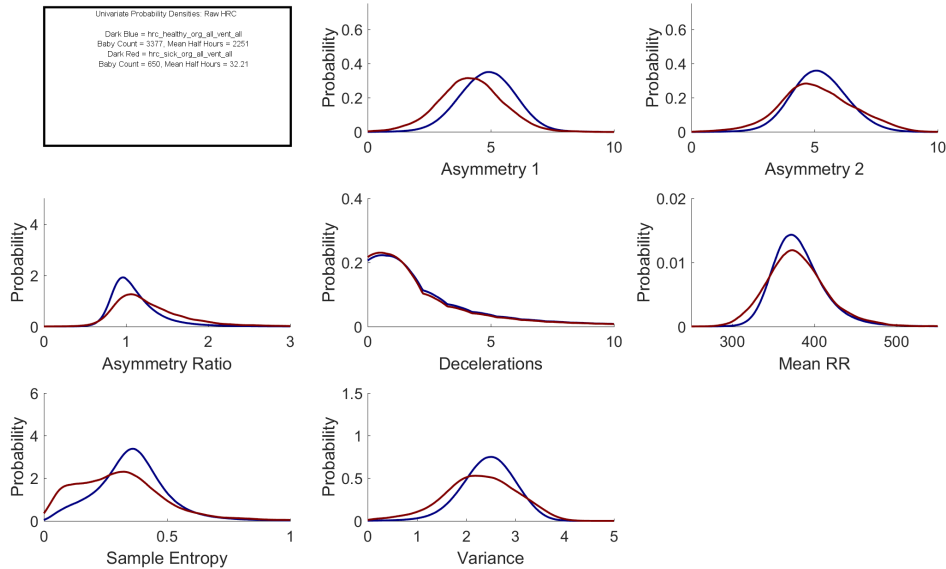 Univariate Probability Densities: Raw HRC
Dark Blue = hrc_healthy_org_all_vent_all
Baby Count = 3377, Mean Half Hours = 2251
Dark Red = hrc_sick_org_all_vent_all
Baby Count = 650, Mean Half Hours = 32.21
Probability
0.6
0.4
0.2
0
0
5
10
Asymmetry 1
Probability
0.6
0.4
0.2
0
0
5
10
Asymmetry 2
Probability
4
2
0
0
1
2
3
Asymmetry Ratio
Probability
0.4
0.2
0
0
5
10
Decelerations
Probability
0.02
0.01
0
300
400
500
Mean RR
Probability
6
4
2
0
0
0.5
1
Sample Entropy
Probability
1.5
1
0.5
0
0
1
2
3
4
5
Variance